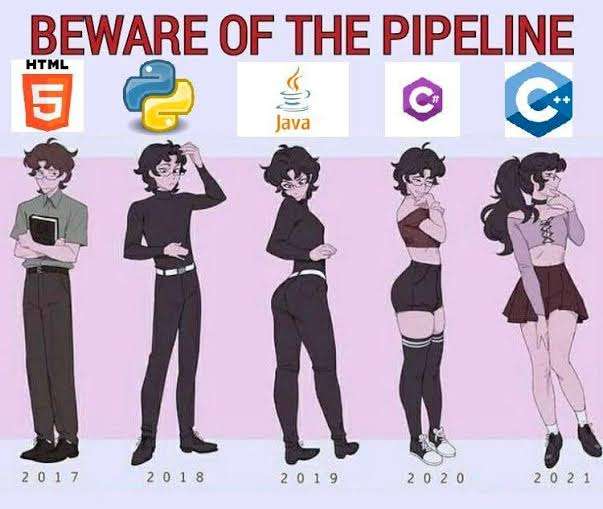 BEWARE OF THE PIPELINE
HTML
5
Java
C#
C++
2017
2018
2019
2020
2021